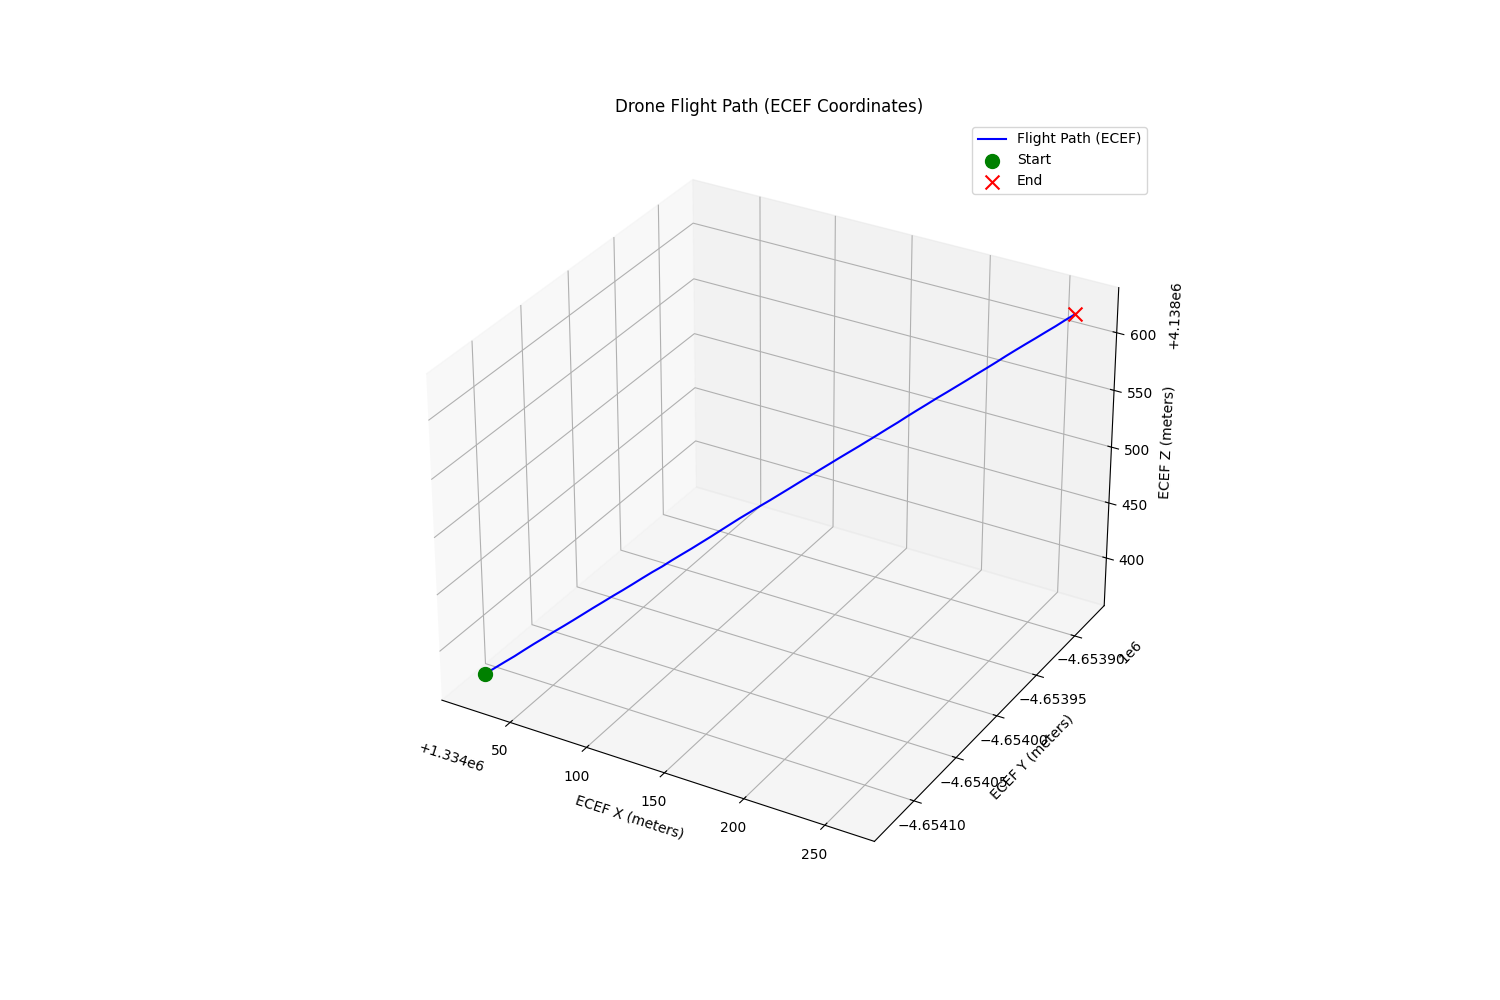 Drone Flight Path (ECEF Coordinates)
Flight Path (ECEF)
Start
End
+4.138e6
600
550
500
450
400
ECEF Z (meters)
1e6
−4.65390
−4.65395
−4.65400
−4.65405
−4.65410
ECEF Y (meters)
+1.334e6
50
100
150
200
250
ECEF X (meters)